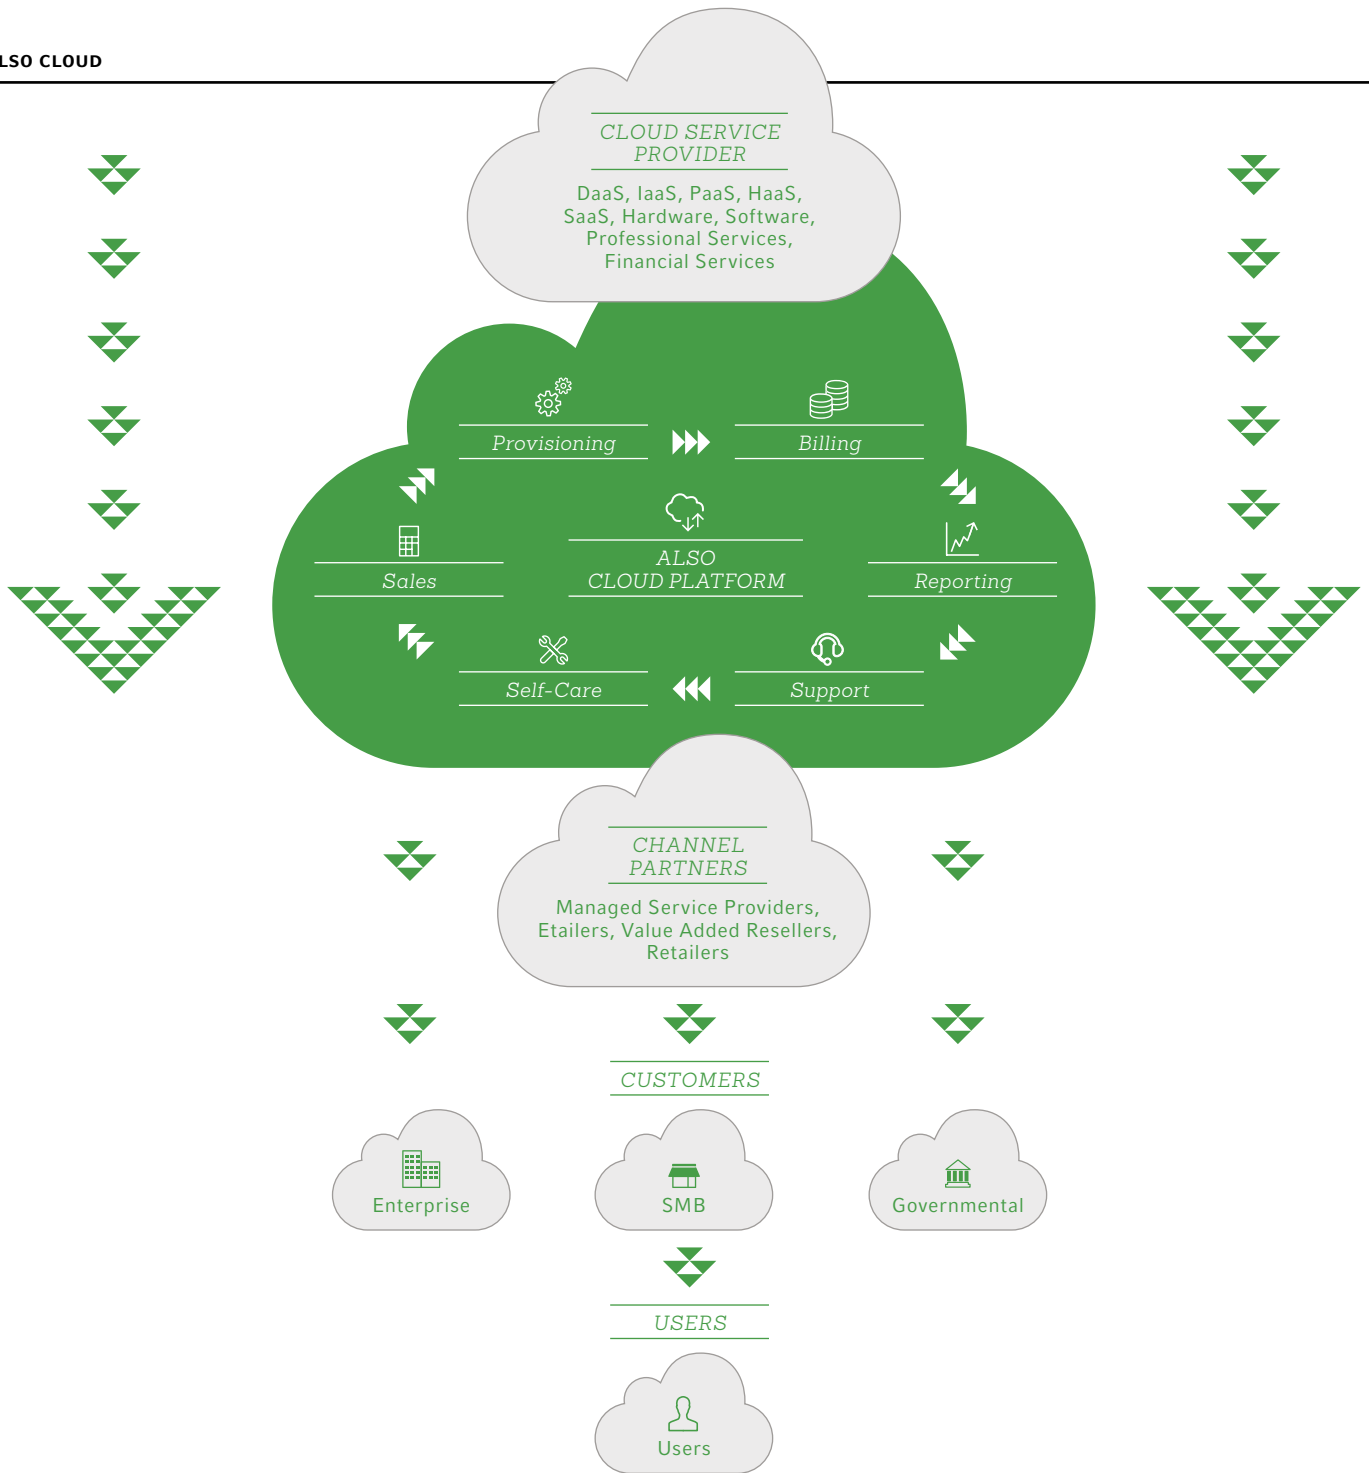 LSO CLOUD
CLOUD SERVICE
PROVIDER
DaaS, IaaS, PaaS, HaaS,
SaaS, Hardware, Software,
Professional Services,
Financial Services
Provisioning
Billing
ALSO
CLOUD PLATFORM
Sales
Reporting
Self-Care
Support
CHANNEL
PARTNERS
Managed Service Providers,
Etailers, Value Added Resellers,
Retailers
CUSTOMERS
Enterprise
SMB
Governmental
USERS
Users